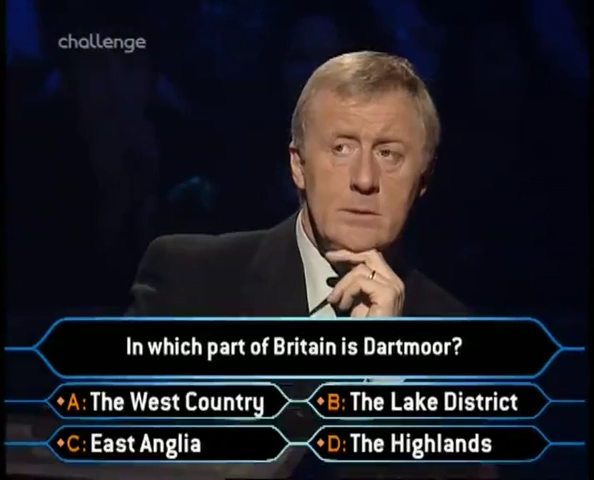 challenge
In which part of Britain is Dartmoor?
A: The West Country
B: The Lake District
C: East Anglia
D: The Highlands